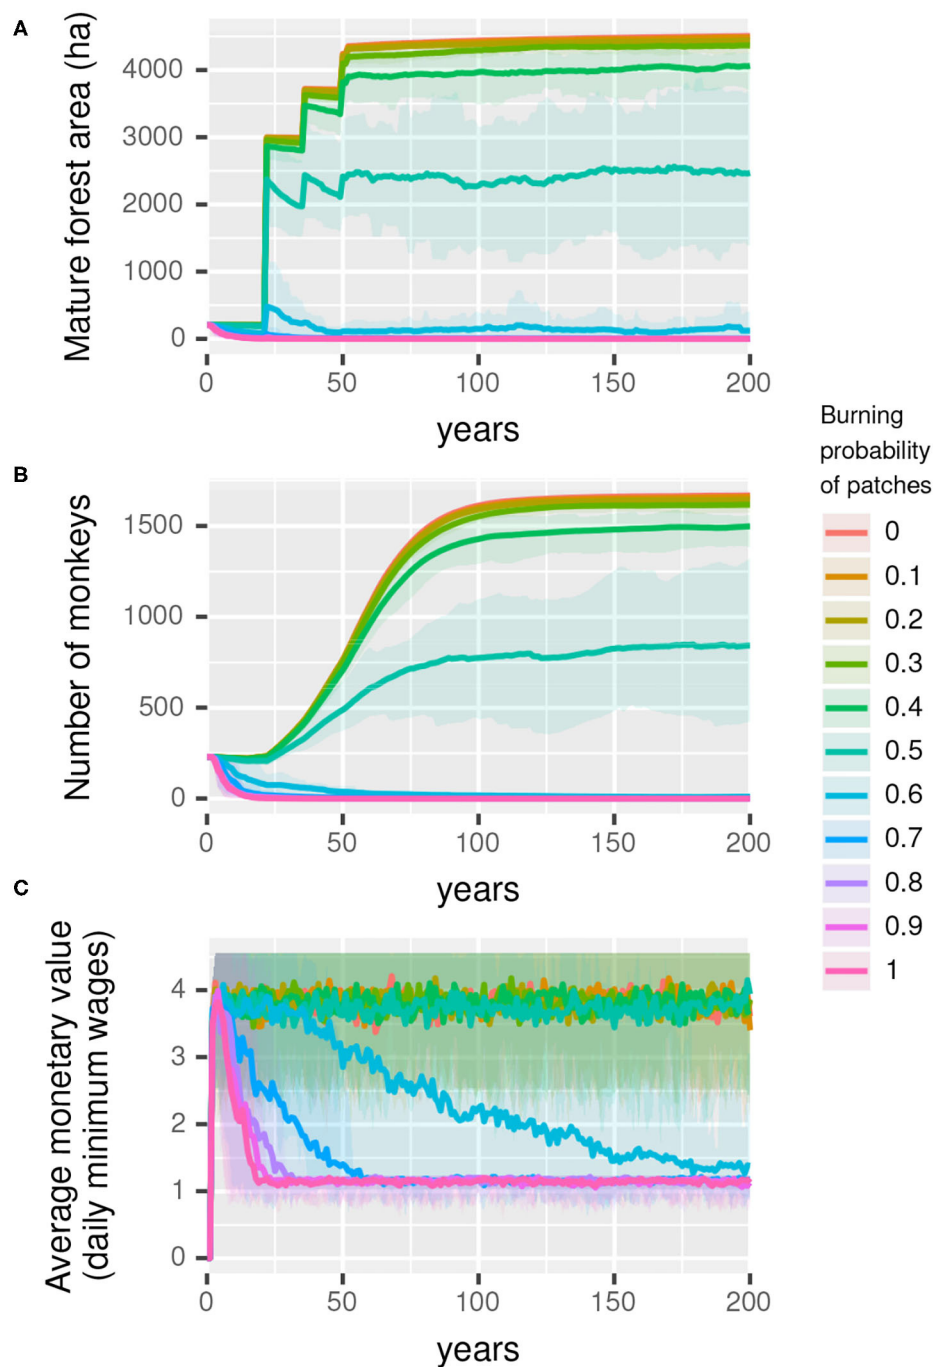 A
Mature forest area (ha)
4000
3000
2000
1000
0
0 50 100 150 200
years
B
Number of monkeys
1500
1000
500
0
0 50 100 150 200
years
C
Average monetary value
(daily minimum wages)
4
3
2
1
0
0 50 100 150 200
years
Burning
probability
of patches
0
0.1
0.2
0.3
0.4
0.5
0.6
0.7
0.8
0.9
1